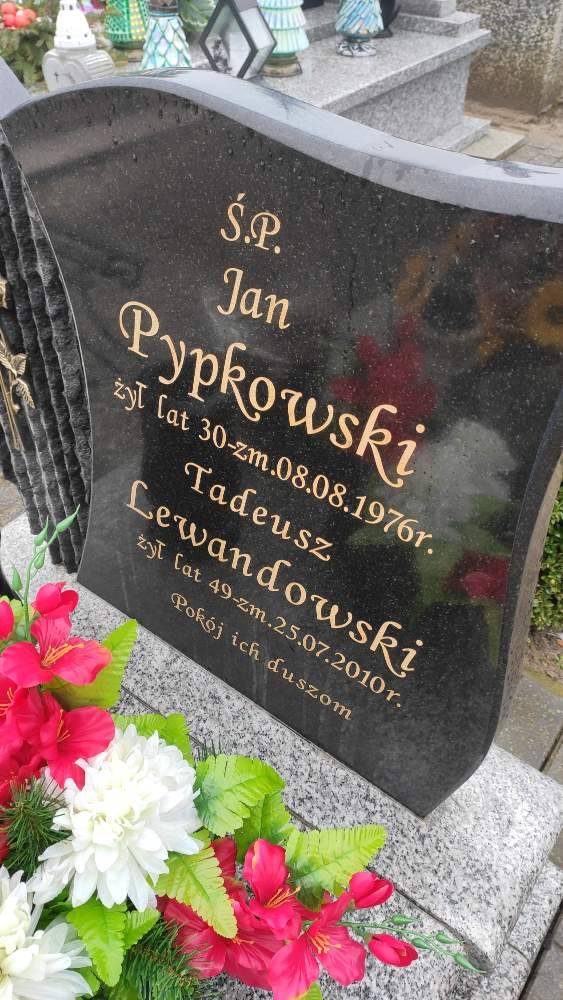 Ś.P.
Jan
Pypkowski
żył lat 30-zm.08.08.1976r.
Tadeusz
Lewandowski
żył lat 49-zm.25.07.2010r.
Pokój ich duszom